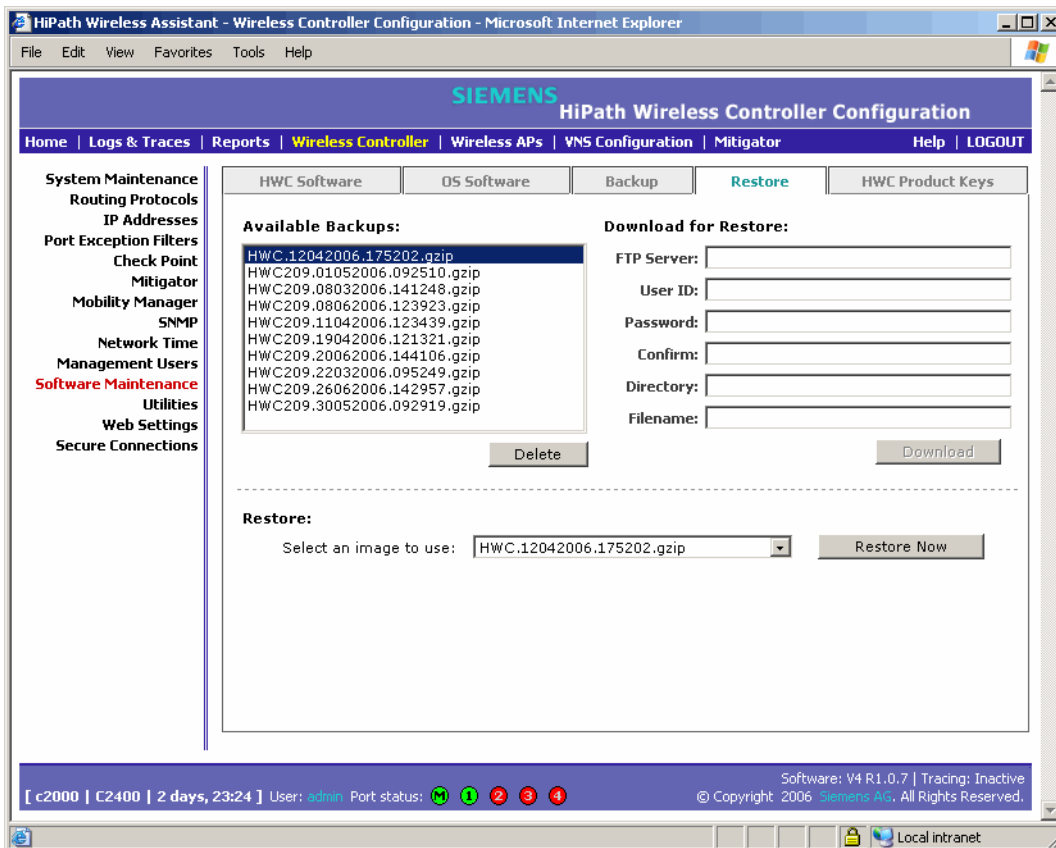 HiPath Wireless Assistant - Wireless Controller Configuration - Microsoft Internet Explorer
File Edit View Favorites Tools Help
SIEMENS
HiPath Wireless Controller Configuration
Home | Logs & Traces | Reports | Wireless Controller | Wireless APs | VNS Configuration | Mitigator Help | LOGOUT
System Maintenance
Routing Protocols
IP Addresses
Port Exception Filters
Check Point
Mitigator
Mobility Manager
SNMP
Network Time
Management Users
Software Maintenance
Utilities
Web Settings
Secure Connections
HWC Software OS Software Backup Restore HWC Product Keys
Available Backups:
HWC.12042006.175202.gzip
HWC209.01052006.092510.gzip
HWC209.08032006.141248.gzip
HWC209.08062006.123923.gzip
HWC209.11042006.123439.gzip
HWC209.19042006.121321.gzip
HWC209.20062006.144106.gzip
HWC209.22032006.095249.gzip
HWC209.26062006.142957.gzip
HWC209.30052006.092919.gzip
Delete
Download for Restore:
FTP Server:
User ID:
Password:
Confirm:
Directory:
Filename:
Download
Restore:
Select an image to use: HWC.12042006.175202.gzip Restore Now
Software: V4 R1.0.7 | Tracing: Inactive
[ c2000 | C2400 | 2 days, 23:24 ] User: admin Port status: M 1 2 3 4 © Copyright 2006 Siemens AG. All Rights Reserved.
Local intranet